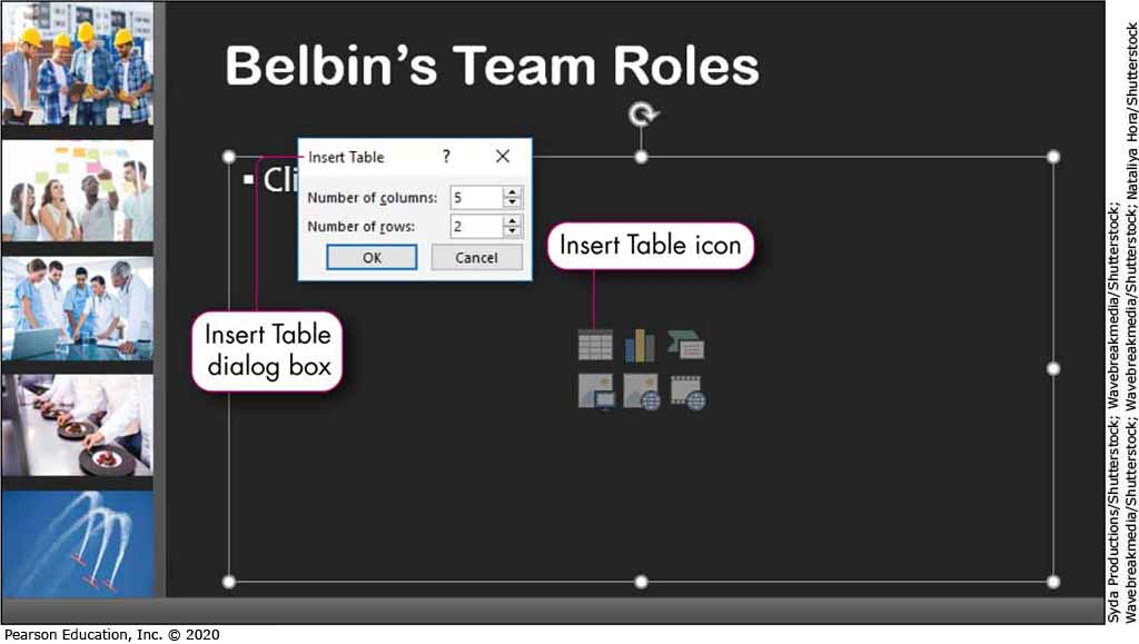 Belbin's Team Roles
Insert Table ?
▪ Cli
Number of columns: 5
Number of rows: 2
OK Cancel
Insert Table icon
Insert Table
dialog box
Syda Productions/Shutterstock; Wavebreakmedia/Shutterstock;
Wavebreakmedia/Shutterstock; Wavebreakmedia/Shutterstock; Nataliya Hora/Shutterstock
Pearson Education, Inc. © 2020